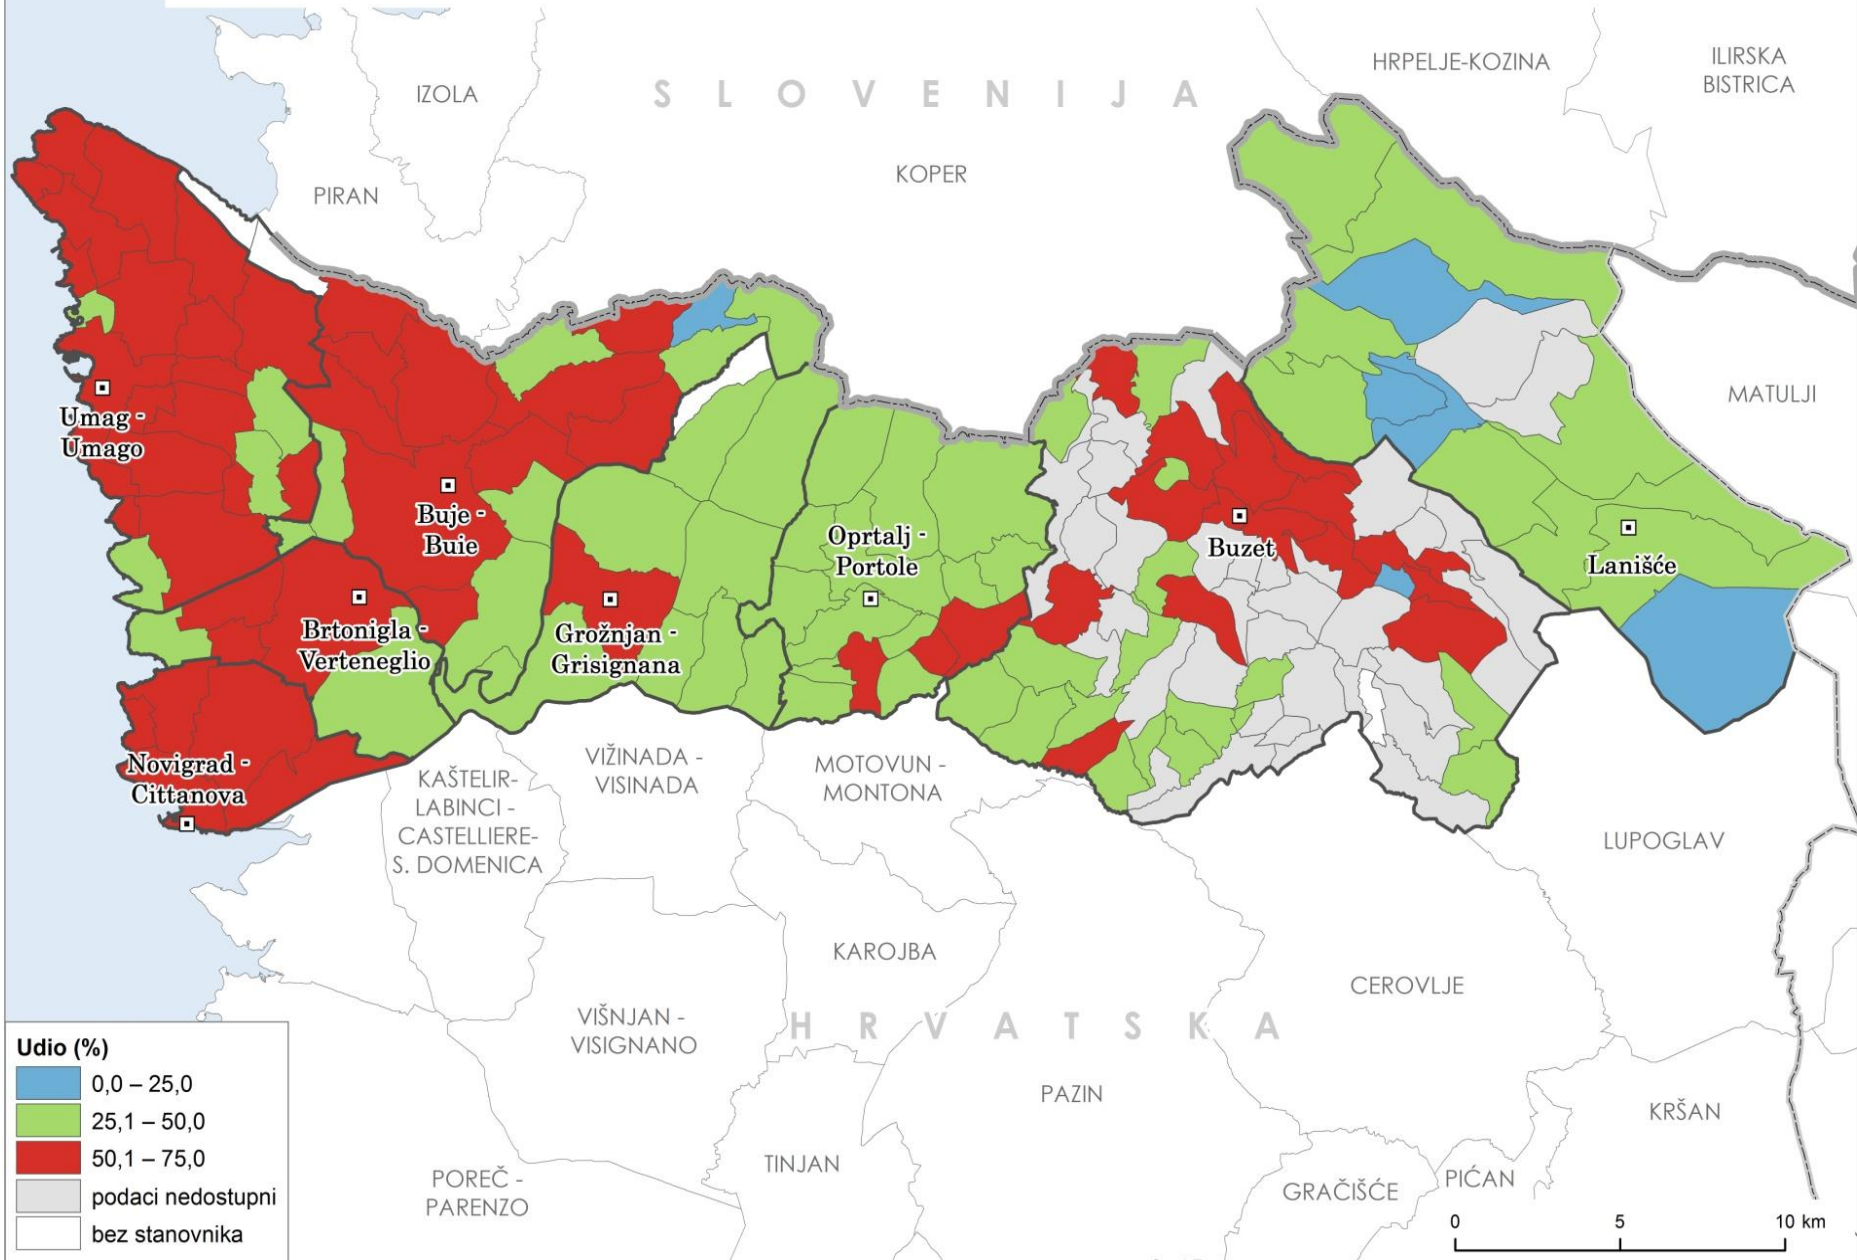 IZOLA
S L O V E N I J A
HRPELJE-KOZINA
ILIRSKA
BISTRICA
PIRAN
KOPER
MATULJI
Umag -
Umago
Buje -
Buie
Oprtalj -
Portole
Buzet
Lanišće
Brtonigla -
Verteneglio
Grožnjan -
Grisignana
Novigrad -
Cittanova
KAŠTELIR-
LABINCI -
CASTELLIERE-
S. DOMENICA
VIŽINADA -
VISINADA
MOTOVUN -
MONTONA
LUPOGLAV
KAROJBA
CEROVLJE
VIŠNJAN -
VISIGNANO
H R V A T S K A
PAZIN
KRŠAN
POREČ -
PARENZO
TINJAN
GRAČIŠĆE
PIĆAN
Udio (%)
0,0 – 25,0
25,1 – 50,0
50,1 – 75,0
podaci nedostupni
bez stanovnika
0 5 10 km